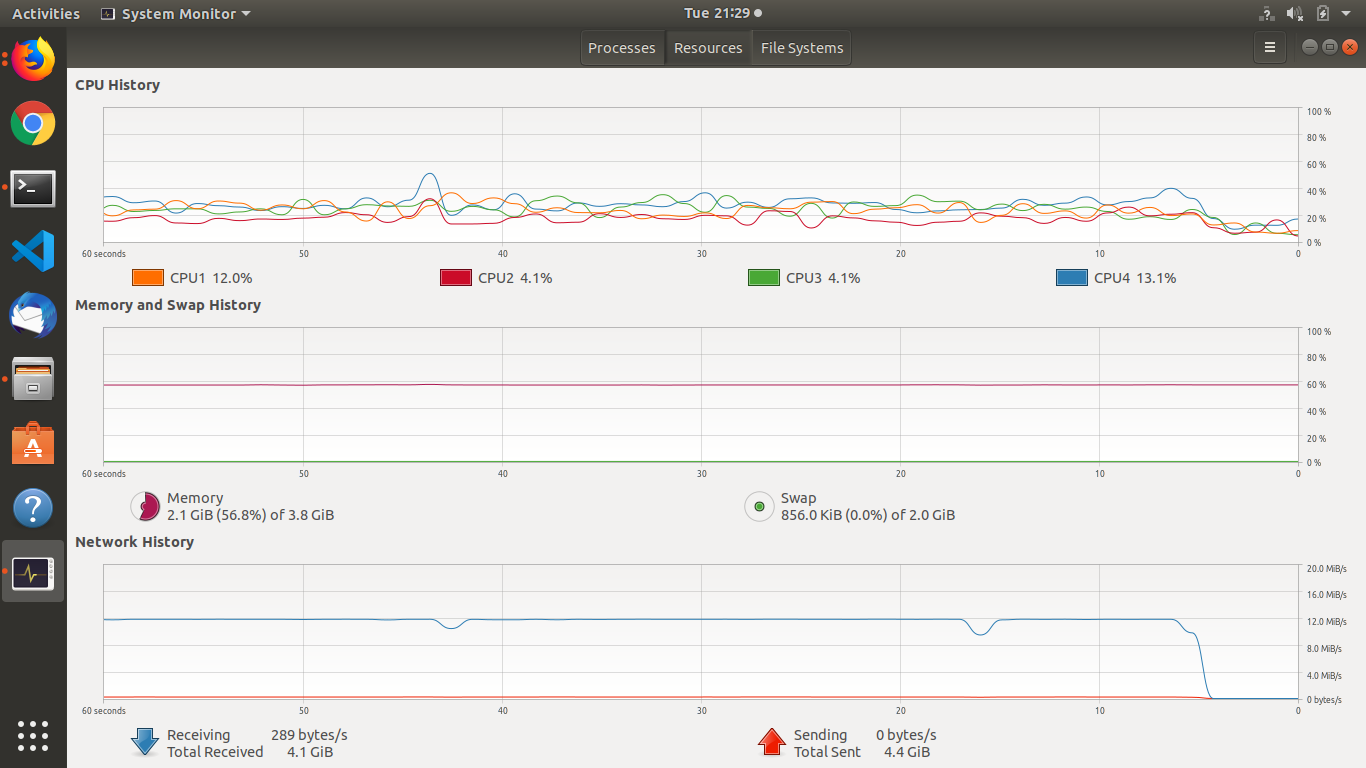 Activities System Monitor Tue 21:29
Processes Resources File Systems
CPU History
100 %
80 %
60 %
40 %
20 %
0 %
60 seconds 50 40 30 20 10 0
CPU1 12.0% CPU2 4.1% CPU3 4.1% CPU4 13.1%
Memory and Swap History
100 %
80 %
60 %
40 %
20 %
0 %
60 seconds 50 40 30 20 10 0
Memory
2.1 GiB (56.8%) of 3.8 GiB
Swap
856.0 KiB (0.0%) of 2.0 GiB
Network History
20.0 MiB/s
16.0 MiB/s
12.0 MiB/s
8.0 MiB/s
4.0 MiB/s
0 bytes/s
60 seconds 50 40 30 20 10 0
Receiving 289 bytes/s
Total Received 4.1 GiB
Sending 0 bytes/s
Total Sent 4.4 GiB